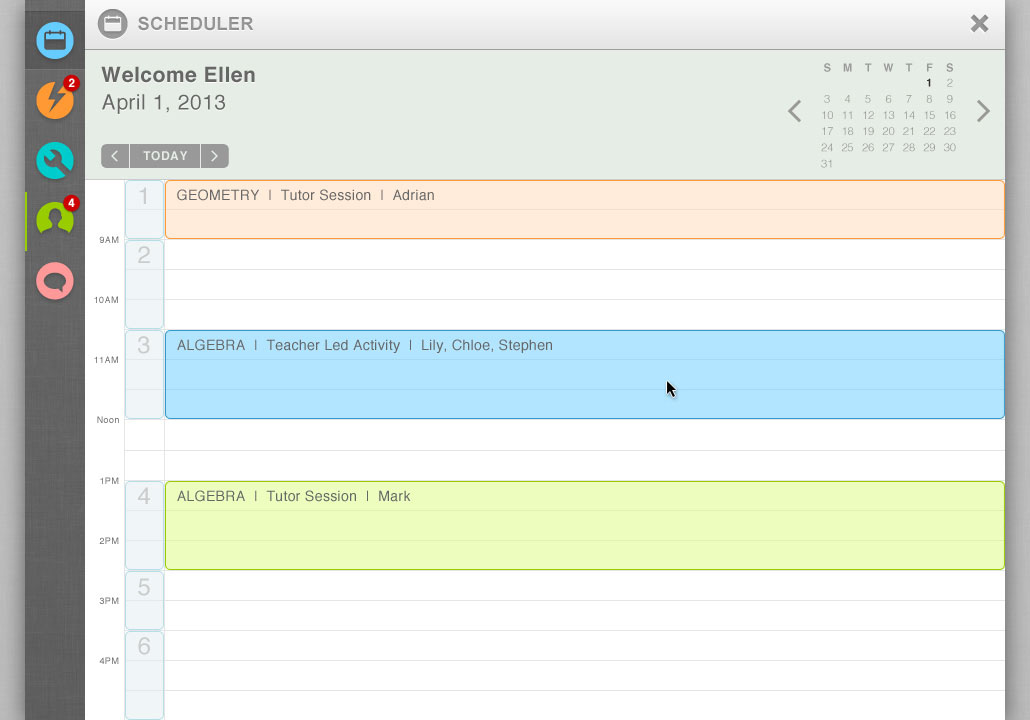 SCHEDULER
2
4
Welcome Ellen
April 1, 2013
TODAY
S M T W T F S
1 2
3 4 5 6 7 8 9
10 11 12 13 14 15 16
17 18 19 20 21 22 23
24 25 26 27 28 29 30
31
1 GEOMETRY | Tutor Session | Adrian
9AM
2
10AM
3 ALGEBRA | Teacher Led Activity | Lily, Chloe, Stephen
11AM
Noon
1PM
4 ALGEBRA | Tutor Session | Mark
2PM
5
3PM
6
4PM